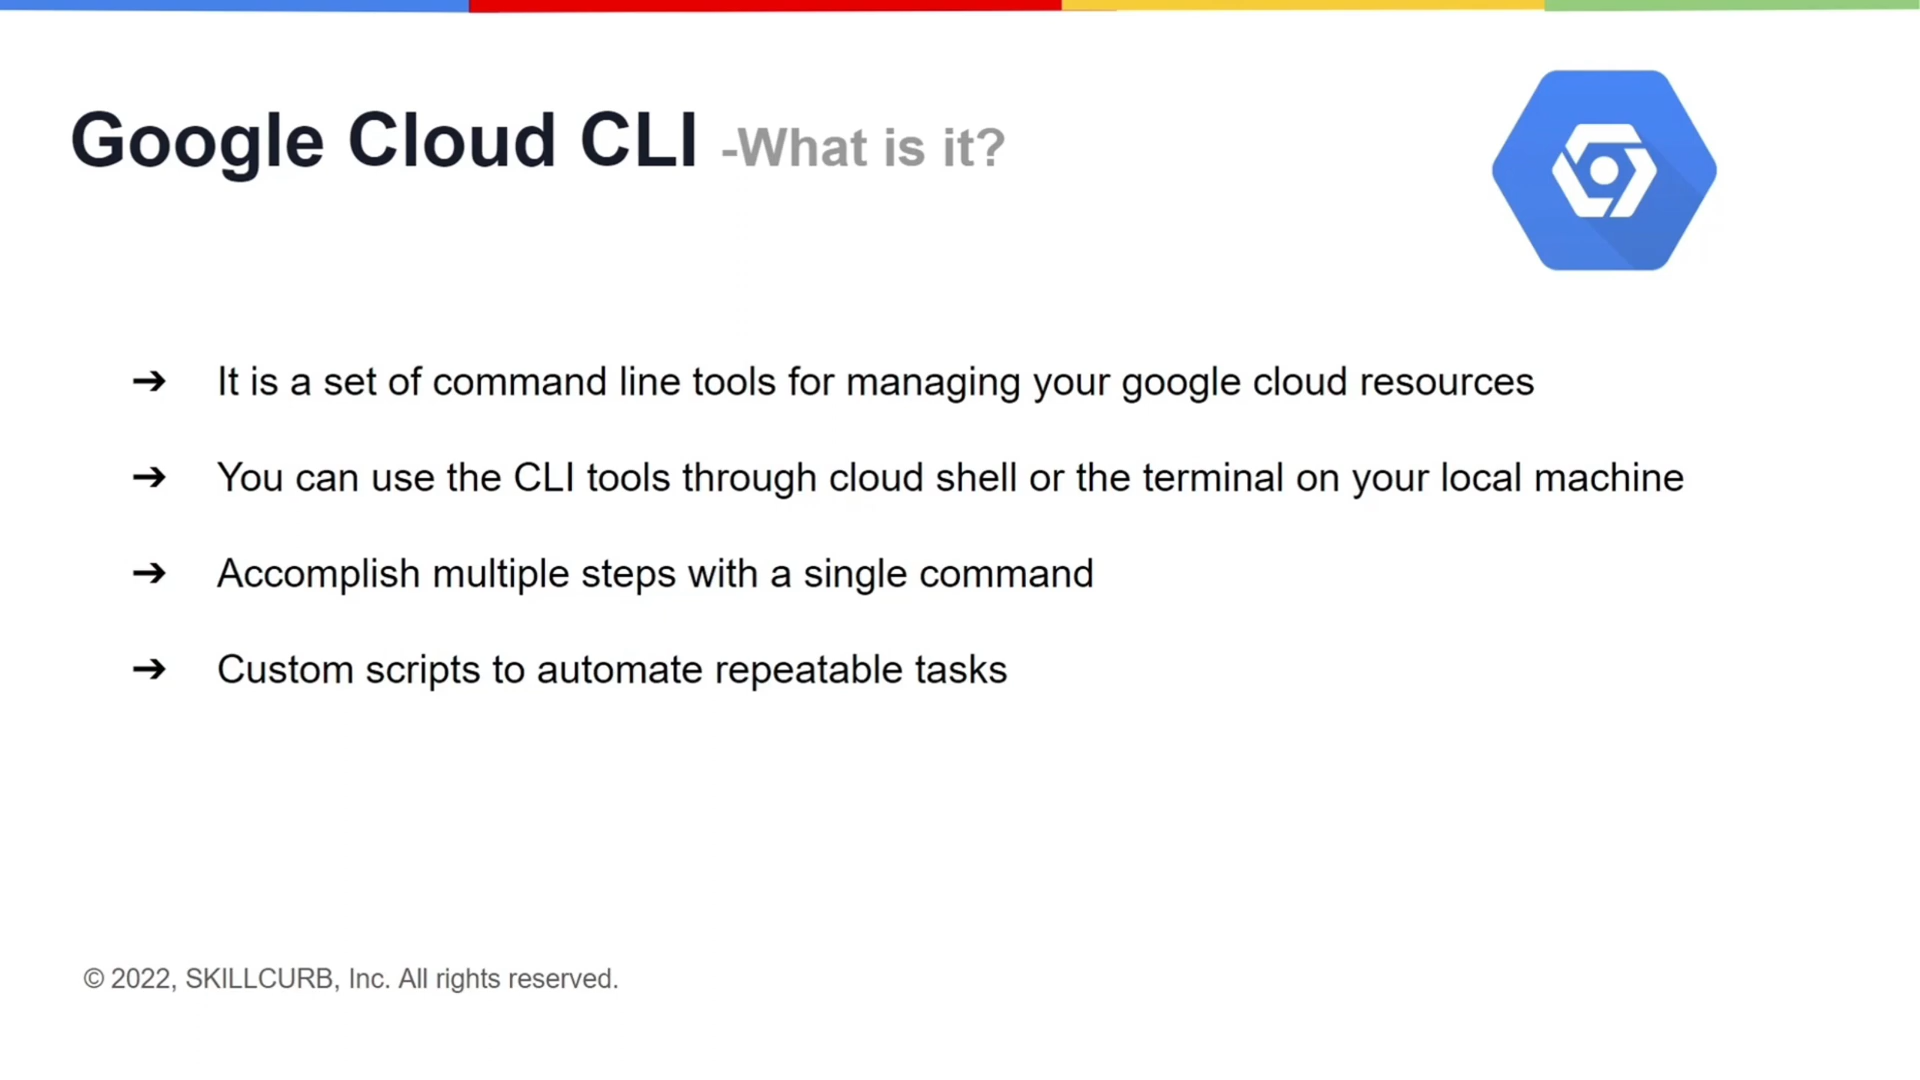 Google Cloud CLI -What is it?
➔ It is a set of command line tools for managing your google cloud resources
➔ You can use the CLI tools through cloud shell or the terminal on your local machine
➔ Accomplish multiple steps with a single command
➔ Custom scripts to automate repeatable tasks
© 2022, SKILLCURB, Inc. All rights reserved.